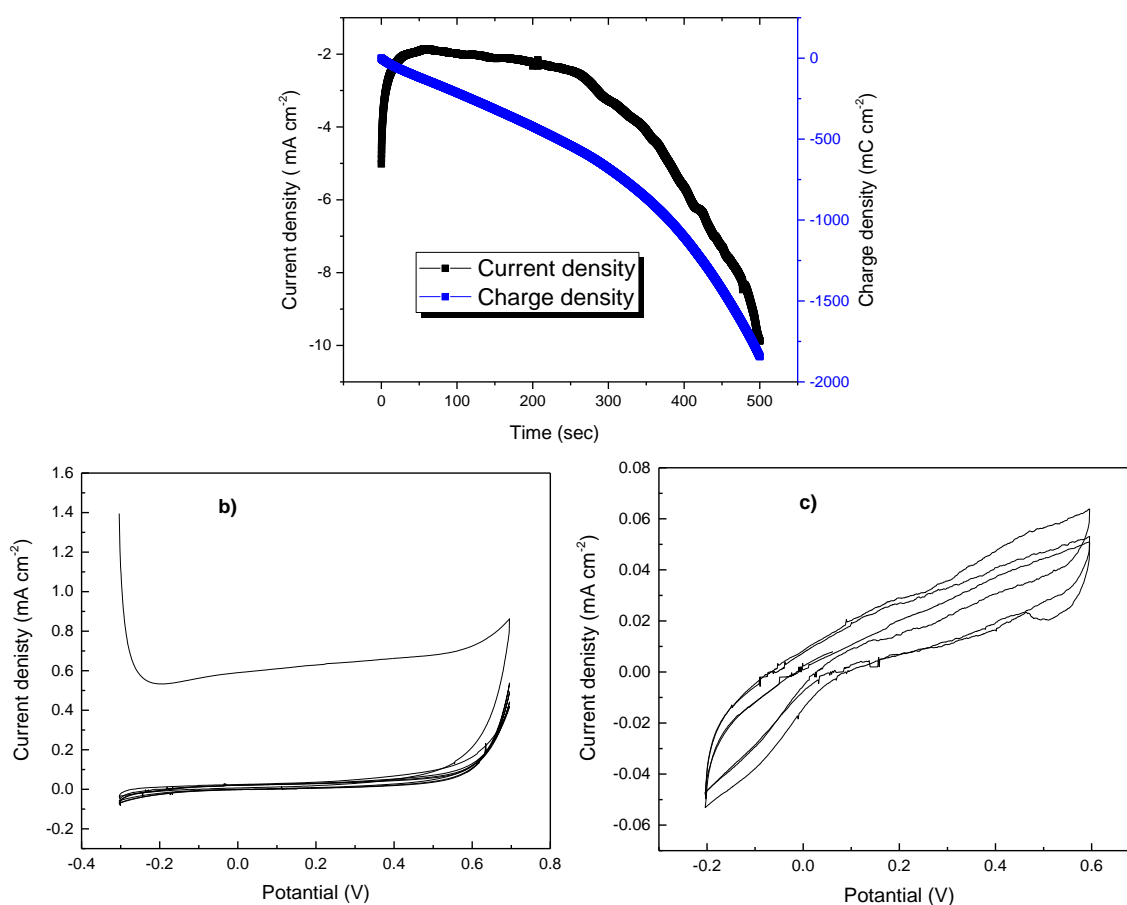 -2
-4
-6
-8
-10
Current density ( mA cm-2)
0
-500
-1000
-1500
-2000
Charge density (mC cm-2)
Current density
Charge density
0 100 200 300 400 500
Time (sec)
b)
1.6
1.4
1.2
1.0
0.8
0.6
0.4
0.2
0.0
-0.2
Current denisty (mA cm-2)
-0.4 -0.2 0.0 0.2 0.4 0.6 0.8
Potantial (V)
c)
0.08
0.06
0.04
0.02
0.00
-0.02
-0.04
-0.06
Current denisty (mA cm-2)
-0.2 0.0 0.2 0.4 0.6
Potantial (V)